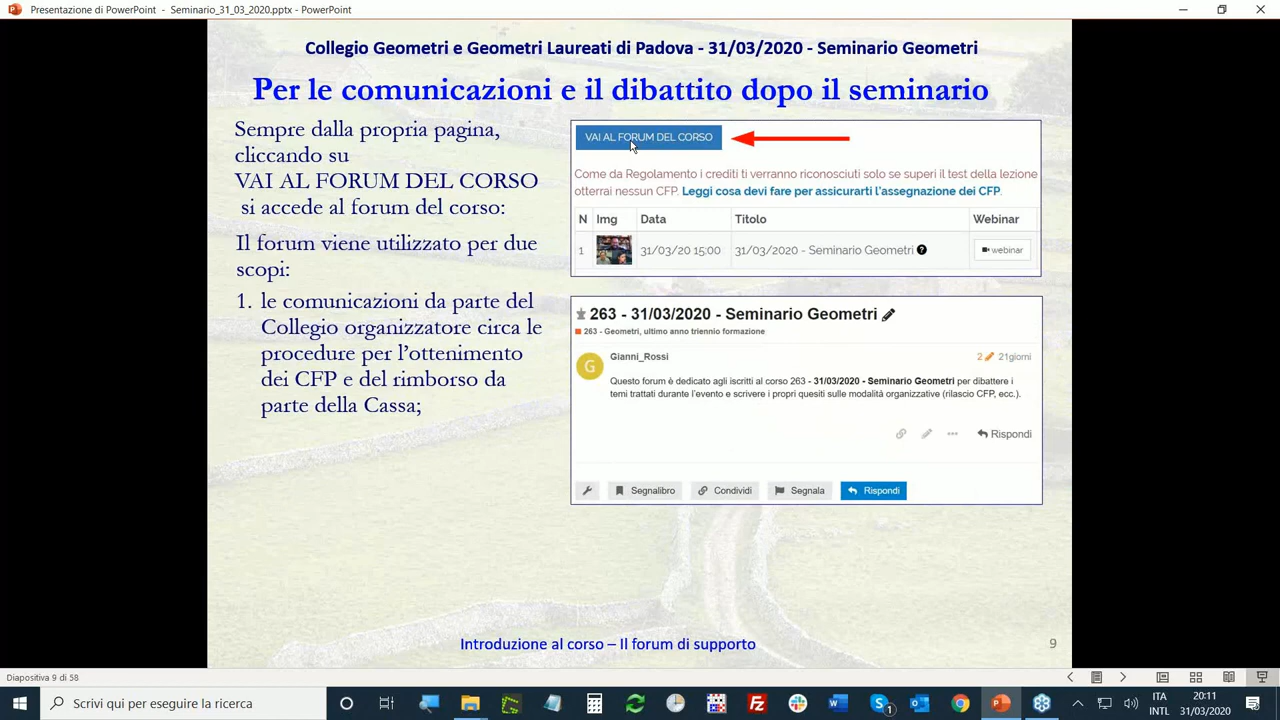 Presentazione di PowerPoint - Seminario_31_03_2020.pptx - PowerPoint
Collegio Geometri e Geometri Laureati di Padova - 31/03/2020 - Seminario Geometri
Per le comunicazioni e il dibattito dopo il seminario
Sempre dalla propria pagina,
cliccando su
VAI AL FORUM DEL CORSO
si accede al forum del corso:
Il forum viene utilizzato per due
scopi:
1. le comunicazioni da parte del
Collegio organizzatore circa le
procedure per l'ottenimento
dei CFP e del rimborso da
parte della Cassa;
VAI AL FORUM DEL CORSO
Come da Regolamento i crediti ti verranno riconosciuti solo se superi il test della lezione
otterrai nessun CFP. Leggi cosa devi fare per assicurarti l'assegnazione dei CFP.
N Img Data Titolo Webinar
1 31/03/20 15:00 31/03/2020 - Seminario Geometri ? webinar
263 - 31/03/2020 - Seminario Geometri
263 - Geometri, ultimo anno triennio formazione
G Gianni_Rossi 2 21giorni
Questo forum è dedicato agli iscritti al corso 263 - 31/03/2020 - Seminario Geometri per dibattere i
temi trattati durante l'evento e scrivere i propri quesiti sulle modalità organizzative (rilascio CFP, ecc.).
Rispondi
Segnalibro Condividi Segnala Rispondi
Introduzione al corso – Il forum di supporto 9
Diapositiva 9 di 58
Scrivi qui per eseguire la ricerca
1
ITA
INTL
20:11
31/03/2020